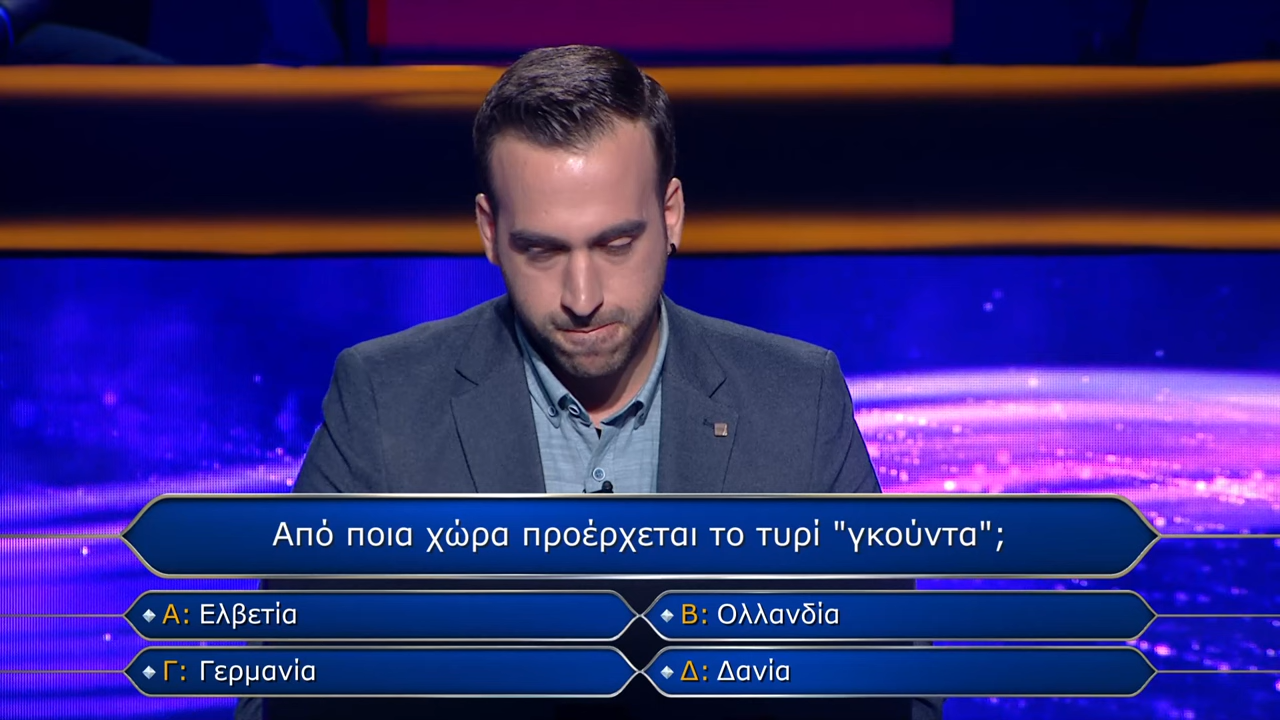 Από ποια χώρα προέρχεται το τυρί "γκούντα";
Α: Ελβετία
Β: Ολλανδία
Γ: Γερμανία
Δ: Δανία